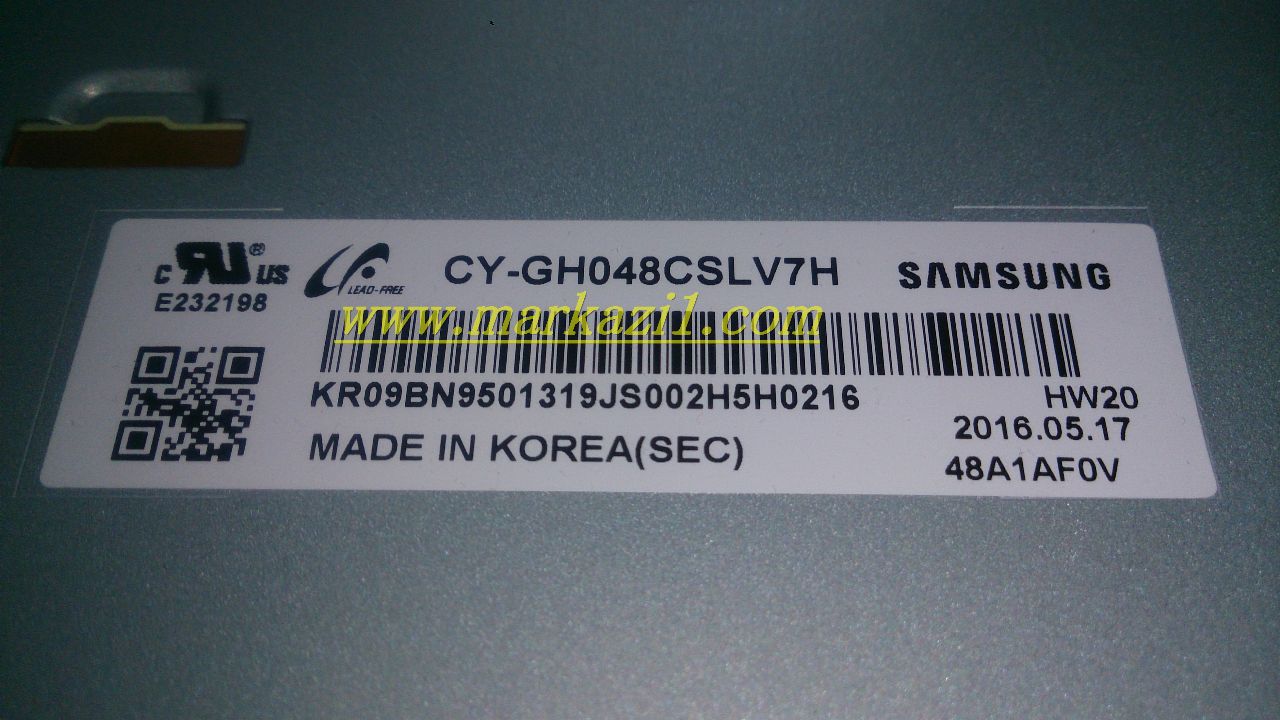 c RU ® US
E232198
LEAD-FREE
CY-GH048CSLV7H
SAMSUNG
www.markazi1.com
KR09BN9501319JS002H5H0216
HW20
MADE IN KOREA(SEC)
2016.05.17
48A1AF0V